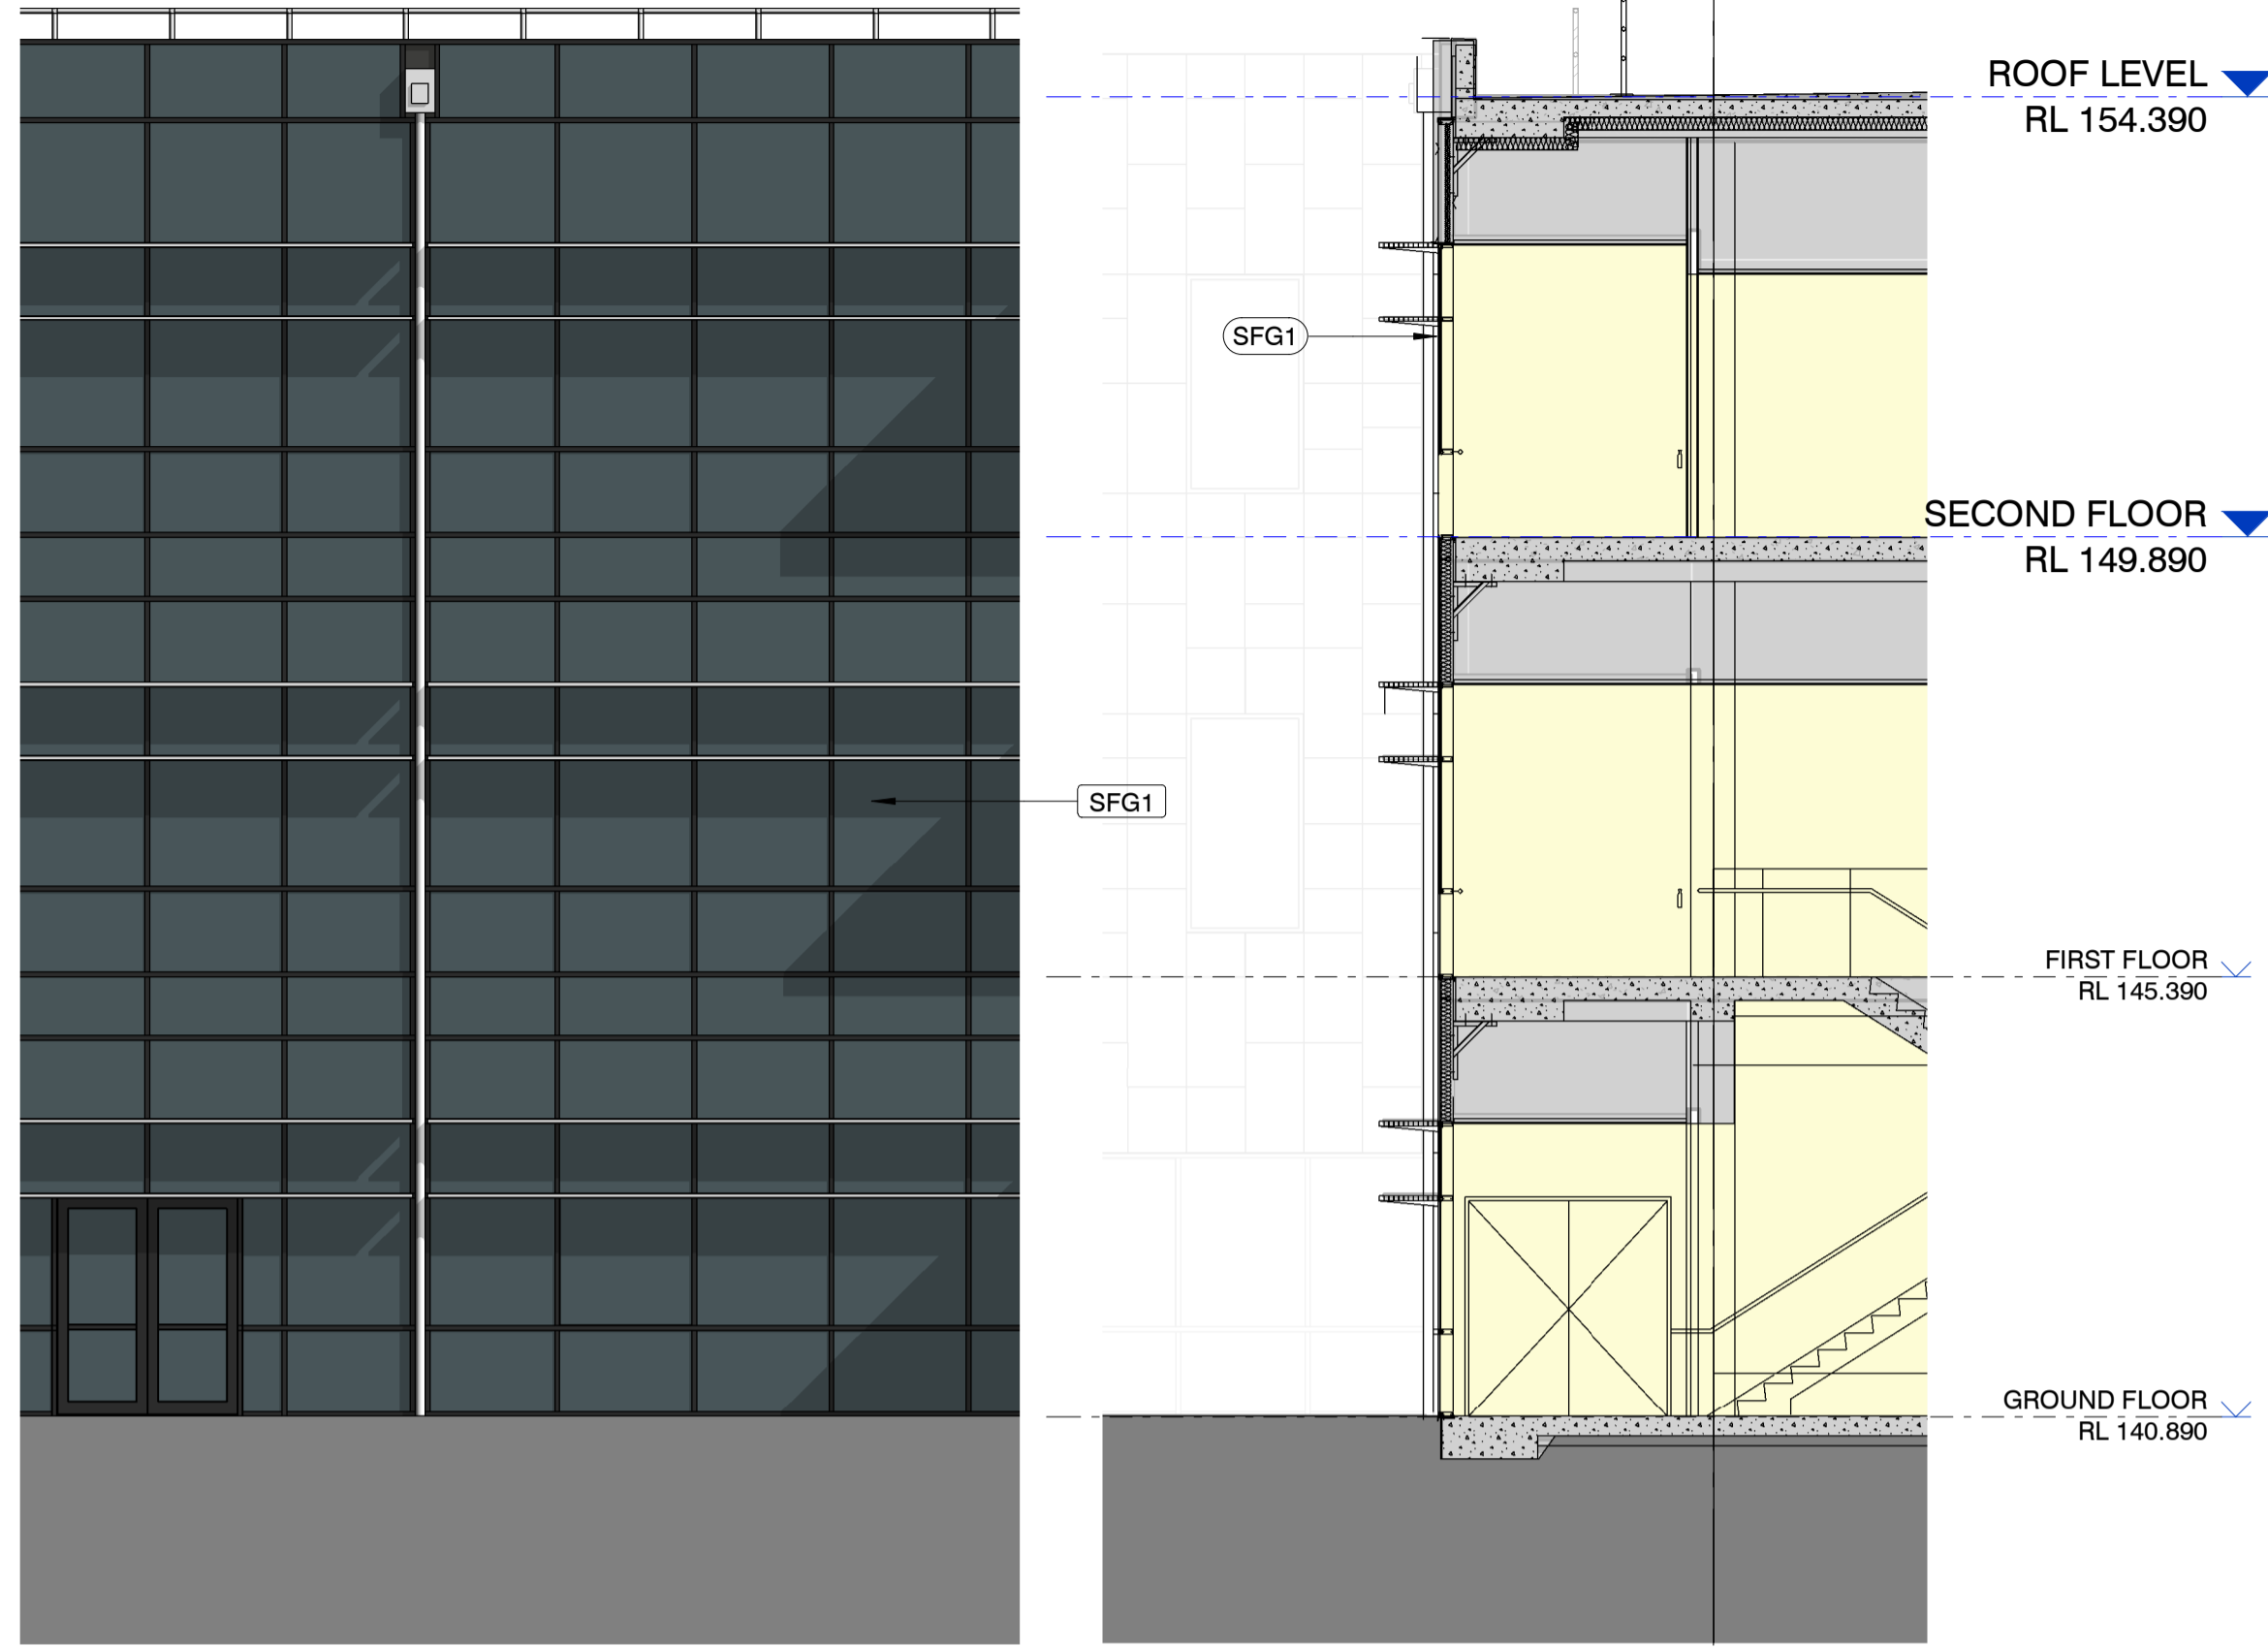 ROOF LEVEL
RL 154.390
SFG1
SECOND FLOOR
RL 149.890
SFG1
FIRST FLOOR
RL 145.390
GROUND FLOOR
RL 140.890